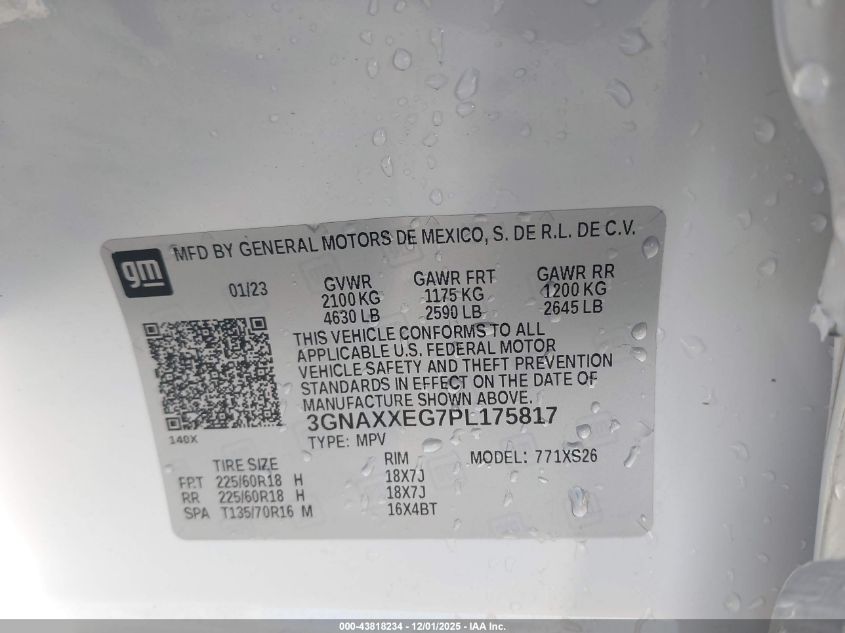 gm
MFD BY GENERAL MOTORS DE MEXICO, S. DE R.L. DE C.V.
01/23
GVWR GAWR FRT GAWR RR
2100 KG 1175 KG 1200 KG
4630 LB 2590 LB 2645 LB
THIS VEHICLE CONFORMS TO ALL
APPLICABLE U.S. FEDERAL MOTOR
VEHICLE SAFETY AND THEFT PREVENTION
STANDARDS IN EFFECT ON THE DATE OF
MANUFACTURE SHOWN ABOVE.
3GNAXXEG7PL175817
140X
TYPE: MPV
TIRE SIZE RIM MODEL: 771XS26
FRT 225/60R18 H 18X7J
RR 225/60R18 H 18X7J
SPA T135/70R16 M 16X4BT
000-43818234 - 12/01/2025 - IAA Inc.